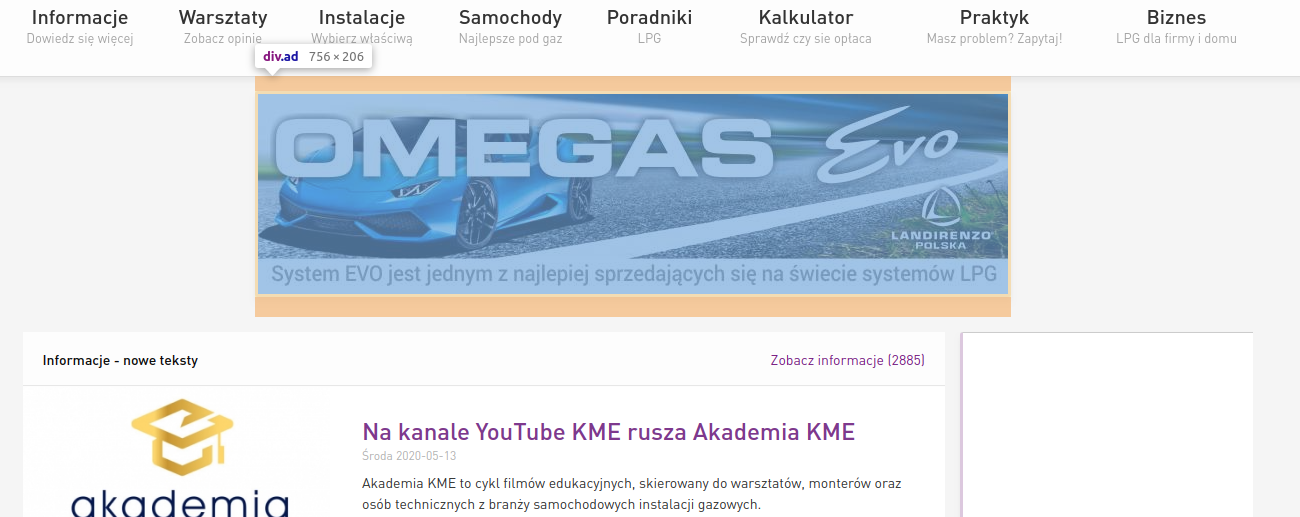 Informacje Warsztaty Instalacje Samochody Poradniki Kalkulator Praktyk Biznes
Dowiedz się więcej Zobacz opinie Wybierz właściwą Najlepsze pod gaz LPG Sprawdź czy sie opłaca Masz problem? Zapytaj! LPG dla firmy i domu
div.ad 756 × 206
OMEGAS Evo
LANDIRENZO®
POLSKA
System EVO jest jednym z najlepiej sprzedających się na świecie systemów LPG
Informacje - nowe teksty Zobacz informacje (2885)
Na kanale YouTube KME rusza Akademia KME
Środa 2020-05-13
Akademia KME to cykl filmów edukacyjnych, skierowany do warsztatów, monterów oraz
osób technicznych z branży samochodowych instalacji gazowych.
akademia